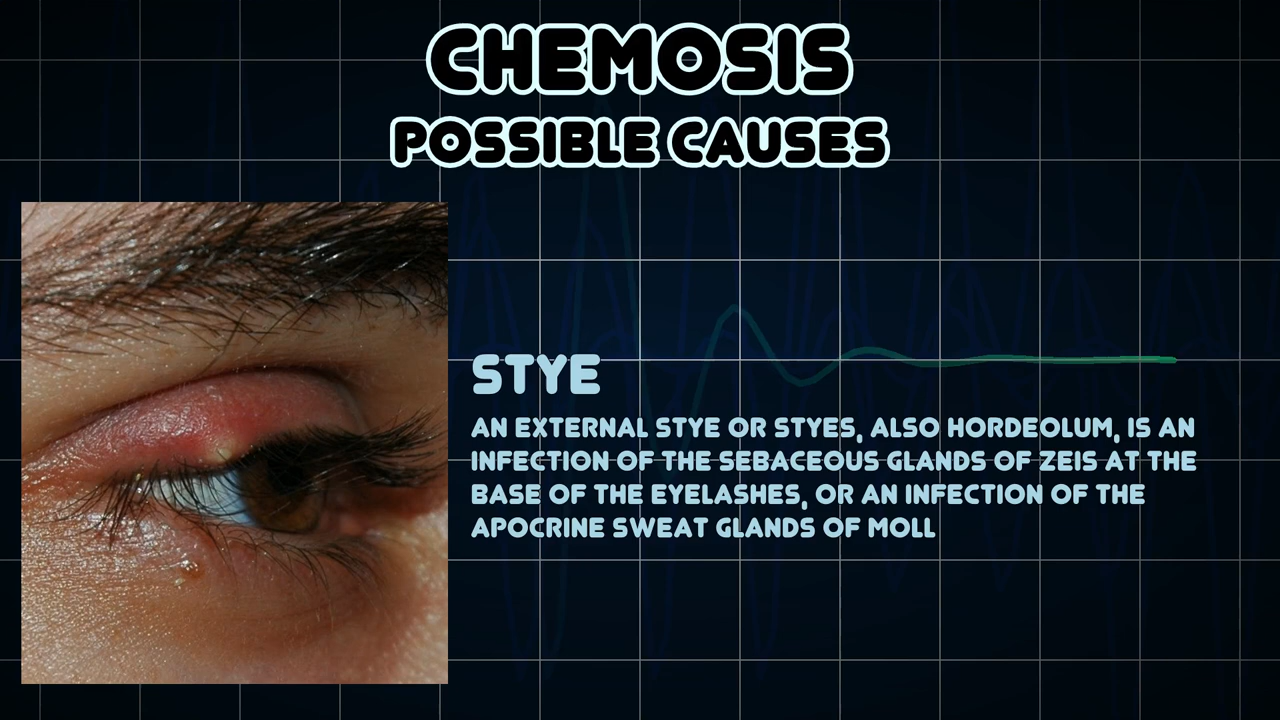 CHEMOSIS
POSSIBLE CAUSES
STYE
AN EXTERNAL STYE OR STYES, ALSO HORDEOLUM, IS AN
INFECTION OF THE SEBACEOUS GLANDS OF ZEIS AT THE
BASE OF THE EYELASHES, OR AN INFECTION OF THE
APOCRINE SWEAT GLANDS OF MOLL